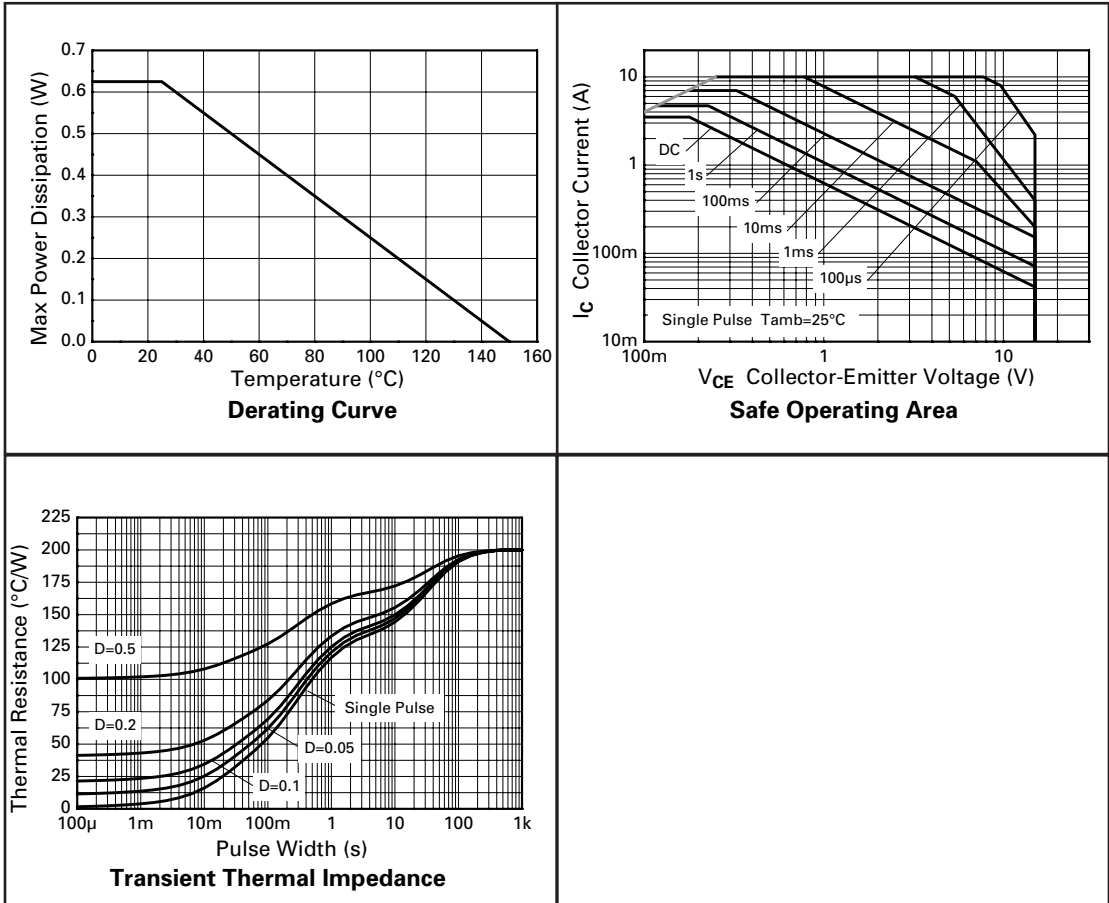 Max Power Dissipation (W)
0.7
0.6
0.5
0.4
0.3
0.2
0.1
0.0
0 20 40 60 80 100 120 140 160
Temperature (°C)
Derating Curve
IC Collector Current (A)
10
1
100m
10m
DC
1s
100ms
10ms
1ms
100µs
Single Pulse Tamb=25°C
100m 1 10
VCE Collector-Emitter Voltage (V)
Safe Operating Area
Thermal Resistance (°C/W)
225
200
175
150
125
100
75
50
25
0
D=0.5
D=0.2
Single Pulse
D=0.05
D=0.1
100µ 1m 10m 100m 1 10 100 1k
Pulse Width (s)
Transient Thermal Impedance